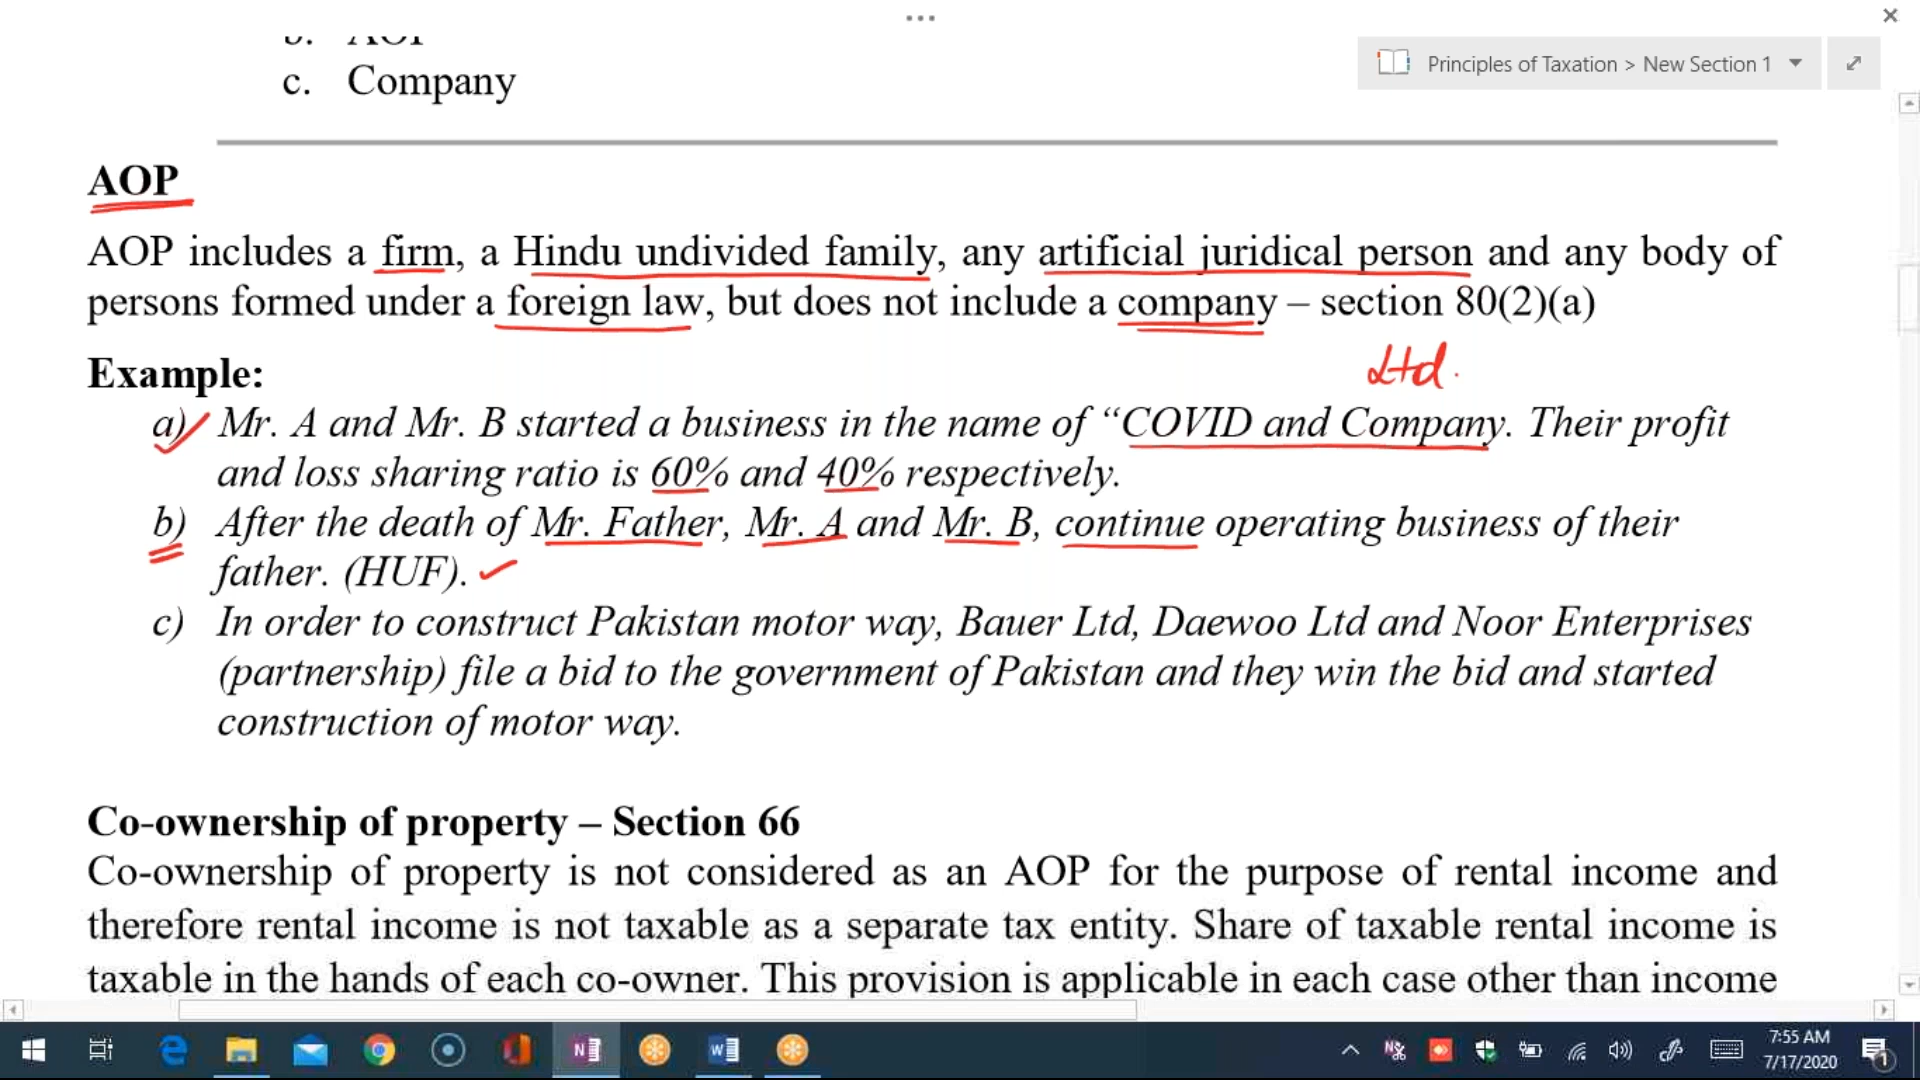 c. Company
Principles of Taxation > New Section 1
AOP
AOP includes a firm, a Hindu undivided family, any artificial juridical person and any body of
persons formed under a foreign law, but does not include a company – section 80(2)(a)
Example:
Ltd.
a) Mr. A and Mr. B started a business in the name of “COVID and Company. Their profit
and loss sharing ratio is 60% and 40% respectively.
b) After the death of Mr. Father, Mr. A and Mr. B, continue operating business of their
father. (HUF).
c) In order to construct Pakistan motor way, Bauer Ltd, Daewoo Ltd and Noor Enterprises
(partnership) file a bid to the government of Pakistan and they win the bid and started
construction of motor way.
Co-ownership of property – Section 66
Co-ownership of property is not considered as an AOP for the purpose of rental income and
therefore rental income is not taxable as a separate tax entity. Share of taxable rental income is
taxable in the hands of each co-owner. This provision is applicable in each case other than income
7:55 AM
7/17/2020
1